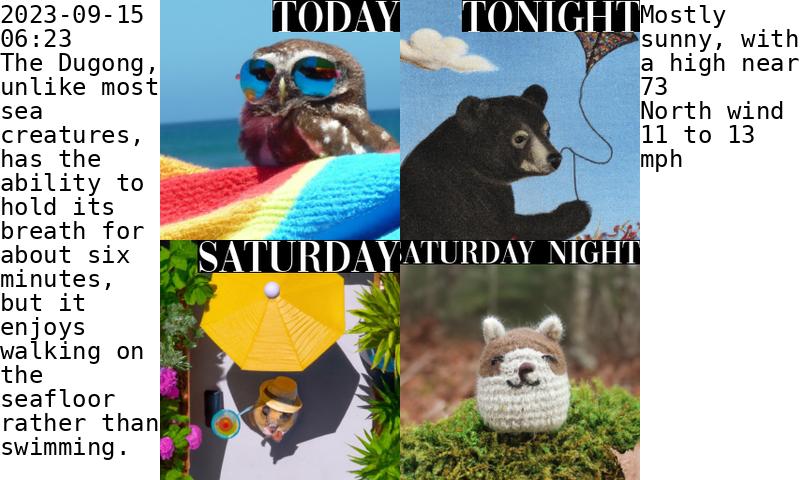 2023-09-15
06:23
The Dugong,
unlike most
sea
creatures,
has the
ability to
hold its
breath for
about six
minutes,
but it
enjoys
walking on
the
seafloor
rather than
swimming.
TODAY
TONIGHT
SATURDAY
SATURDAY NIGHT
Mostly
sunny, with
a high near
73
North wind
11 to 13
mph